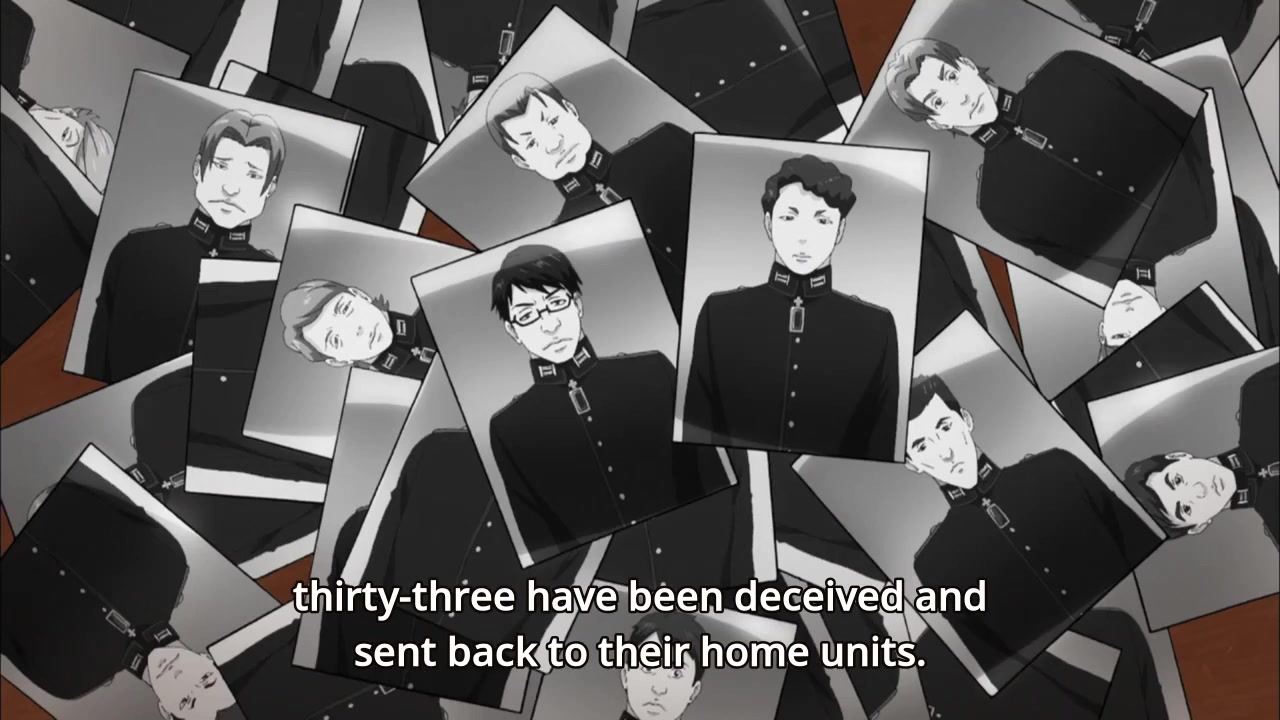 thirty-three have been deceived and
sent back to their home units.